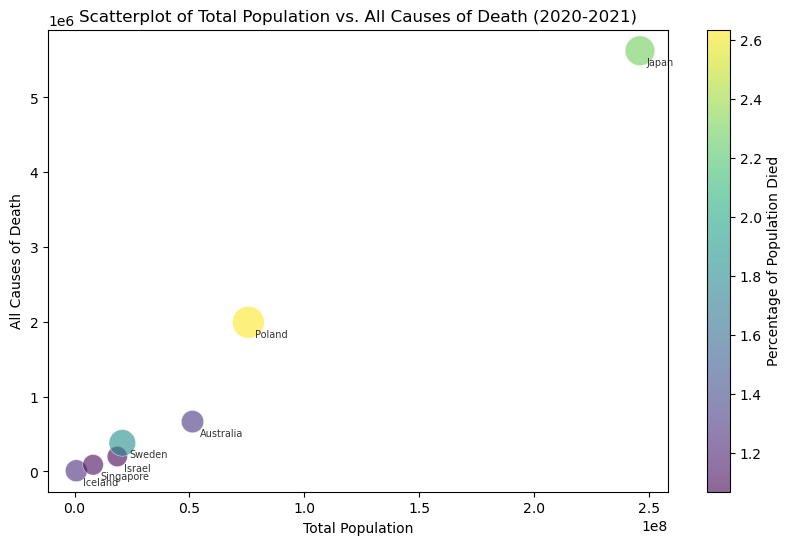 Scatterplot of Total Population vs. All Causes of Death (2020-2021)
1e6
5
4
3
2
1
0
All Causes of Death
Japan
Poland
Australia
Sweden
Israel
Singapore
Iceland
0.0
0.5
1.0
1.5
2.0
2.5
1e8
Total Population
2.6
2.4
2.2
2.0
1.8
1.6
1.4
1.2
Percentage of Population Died